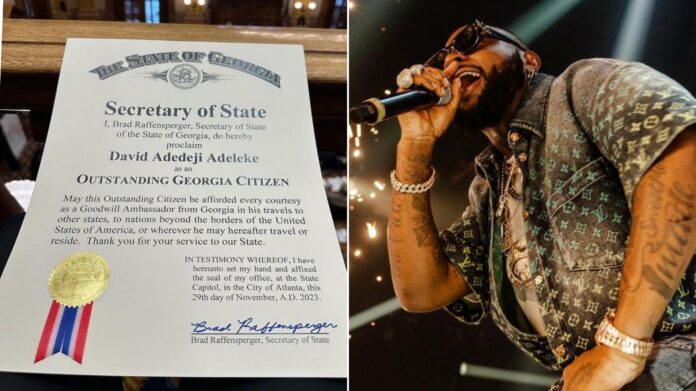 THE STATE OF GEORGIA
Secretary of State
I, Brad Raffensperger, Secretary of State
of the State of Georgia, do hereby
proclaim
David Adedeji Adeleke
as an
OUTSTANDING GEORGIA CITIZEN
May this Outstanding Citizen be afforded every courtesy
as a Goodwill Ambassador from Georgia in his travels to
other states, to nations beyond the borders of the United
States of America, or wherever he may hereafter travel or
reside. Thank you for your service to our State.
IN TESTIMONY WHEREOF, I have
hereunto set my hand and affixed
the seal of my office, at the State
Capitol, in the City of Atlanta, this
29th day of November, A.D. 2023.
Brad Raffensperger
Brad Raffensperger, Secretary of State